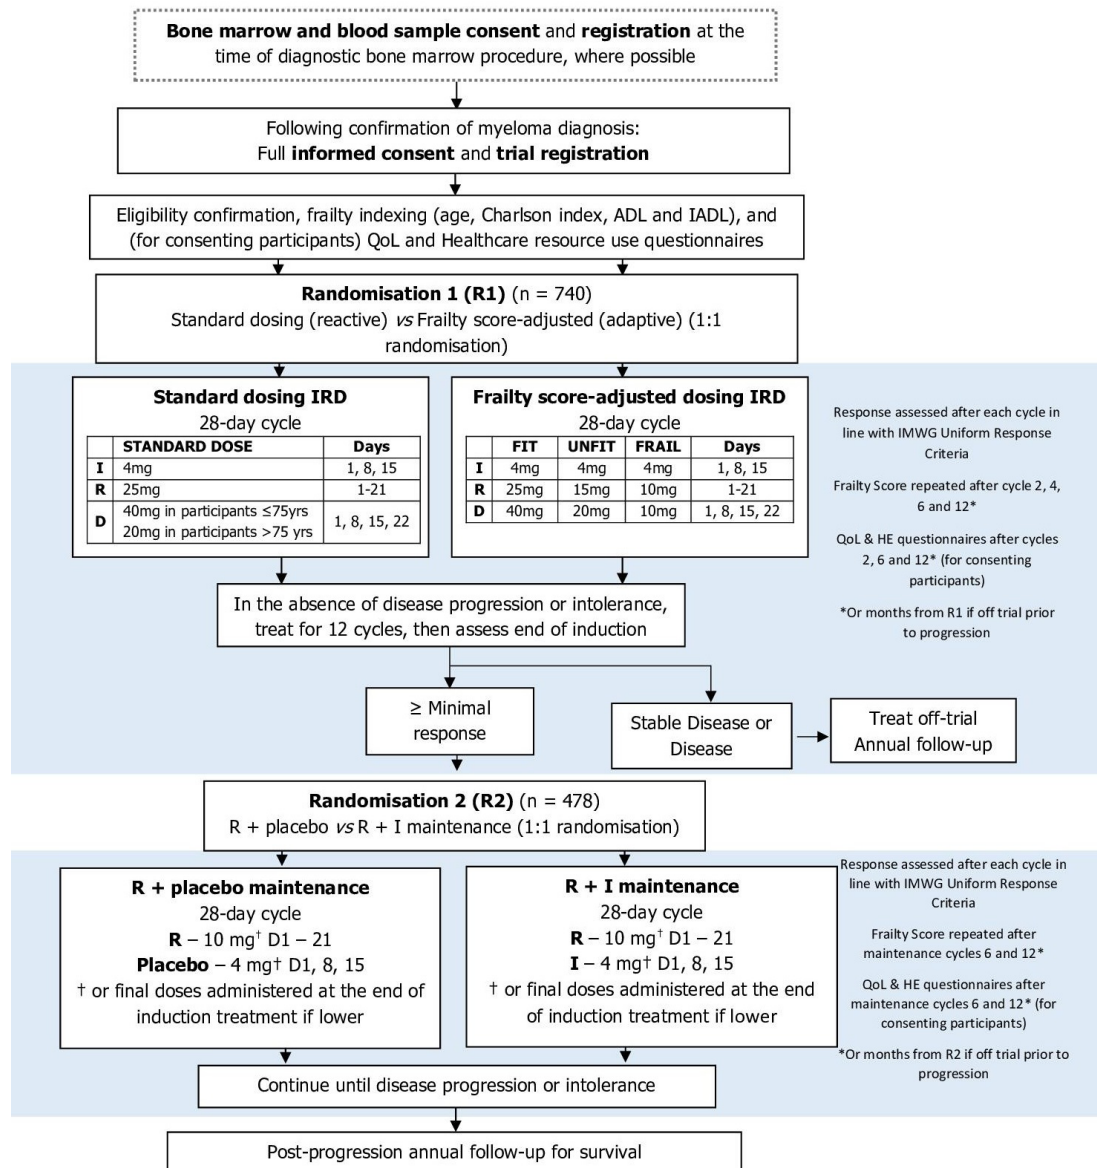 Bone marrow and blood sample consent and registration at the
time of diagnostic bone marrow procedure, where possible
Following confirmation of myeloma diagnosis:
Full informed consent and trial registration
Eligibility confirmation, frailty indexing (age, Charlson index, ADL and IADL), and
(for consenting participants) QoL and Healthcare resource use questionnaires
Randomisation 1 (R1) (n = 740)
Standard dosing (reactive) vs Frailty score-adjusted (adaptive) (1:1
randomisation)
Standard dosing IRD
28-day cycle
STANDARD DOSE Days
I 4mg 1, 8, 15
R 25mg 1-21
D 40mg in participants ≤75yrs
20mg in participants >75 yrs 1, 8, 15, 22
Frailty score-adjusted dosing IRD
28-day cycle
FIT UNFIT FRAIL Days
I 4mg 4mg 4mg 1, 8, 15
R 25mg 15mg 10mg 1-21
D 40mg 20mg 10mg 1, 8, 15, 22
Response assessed after each cycle in
line with IMWG Uniform Response
Criteria
Frailty Score repeated after cycle 2, 4,
6 and 12*
QoL & HE questionnaires after cycles
2, 6 and 12* (for consenting
participants)
*Or months from R1 if off trial prior
to progression
In the absence of disease progression or intolerance,
treat for 12 cycles, then assess end of induction
≥ Minimal
response
Stable Disease or
Disease
Treat off-trial
Annual follow-up
Randomisation 2 (R2) (n = 478)
R + placebo vs R + I maintenance (1:1 randomisation)
R + placebo maintenance
28-day cycle
R – 10 mg† D1 – 21
Placebo – 4 mg† D1, 8, 15
† or final doses administered at the end of
induction treatment if lower
R + I maintenance
28-day cycle
R – 10 mg† D1 – 21
I – 4 mg† D1, 8, 15
† or final doses administered at the end
of induction treatment if lower
Response assessed after each cycle in
line with IMWG Uniform Response
Criteria
Frailty Score repeated after
maintenance cycles 6 and 12*
QoL & HE questionnaires after
maintenance cycles 6 and 12* (for
consenting participants)
*Or months from R2 if off trial prior to
progression
Continue until disease progression or intolerance
Post-progression annual follow-up for survival